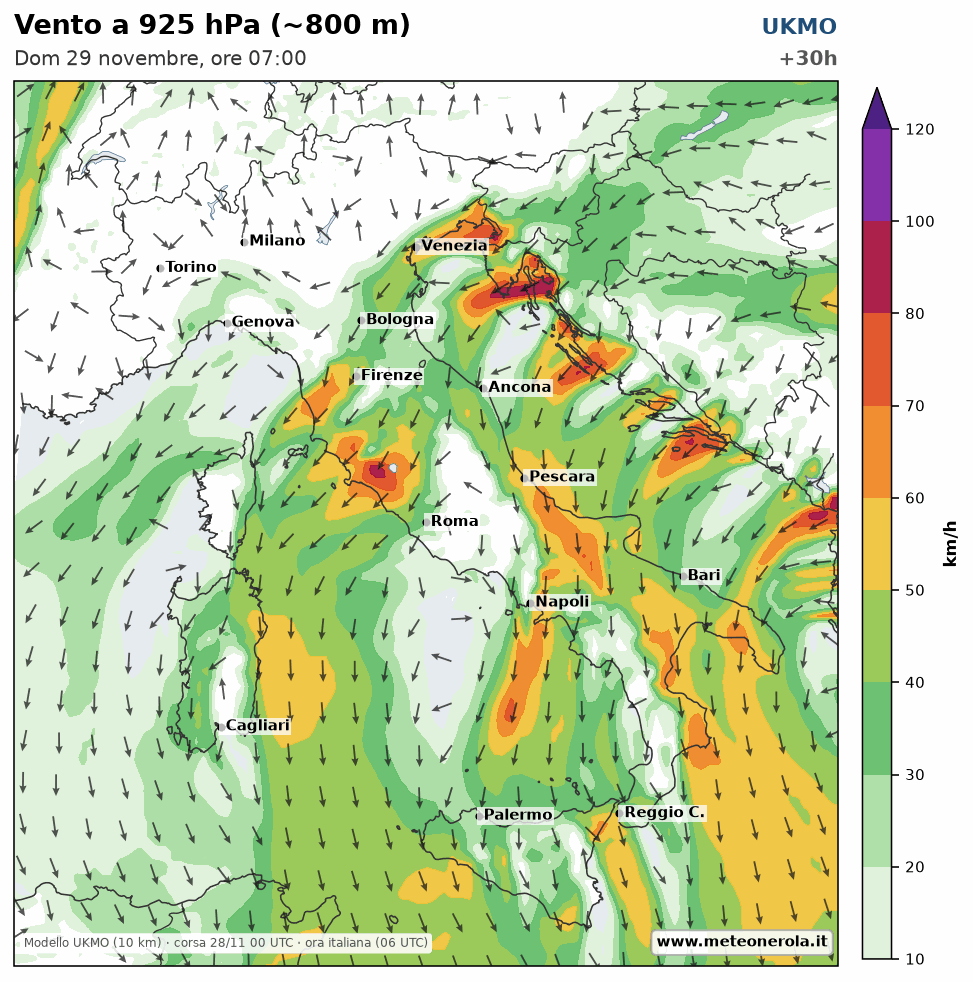 Vento a 925 hPa (~800 m)
UKMO
Dom 29 novembre, ore 07:00
+30h
120
100
80
70
60
50
40
30
20
10
km/h
Venezia
Milano
Torino
Genova
Bologna
Firenze
Ancona
Pescara
Roma
Bari
Napoli
Cagliari
Palermo
Reggio C.
Modello UKMO (10 km) · corsa 28/11 00 UTC · ora italiana (06 UTC)
www.meteonerola.it